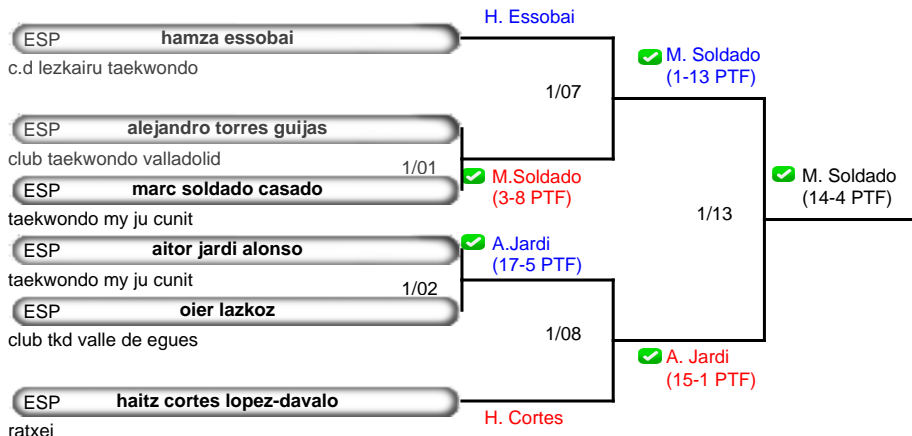 H. Essobai
ESP hamza essobai
c.d lezkairu taekwondo
M. Soldado
(1-13 PTF)
1/07
ESP alejandro torres guijas
club taekwondo valladolid
1/01
ESP marc soldado casado
M.Soldado
(3-8 PTF)
taekwondo my ju cunit
M. Soldado
(14-4 PTF)
1/13
ESP aitor jardi alonso
A.Jardi
(17-5 PTF)
taekwondo my ju cunit
1/02
ESP oier lazkoz
club tkd valle de egues
1/08
A. Jardi
(15-1 PTF)
ESP haitz cortes lopez-davalo
H. Cortes
ratxei